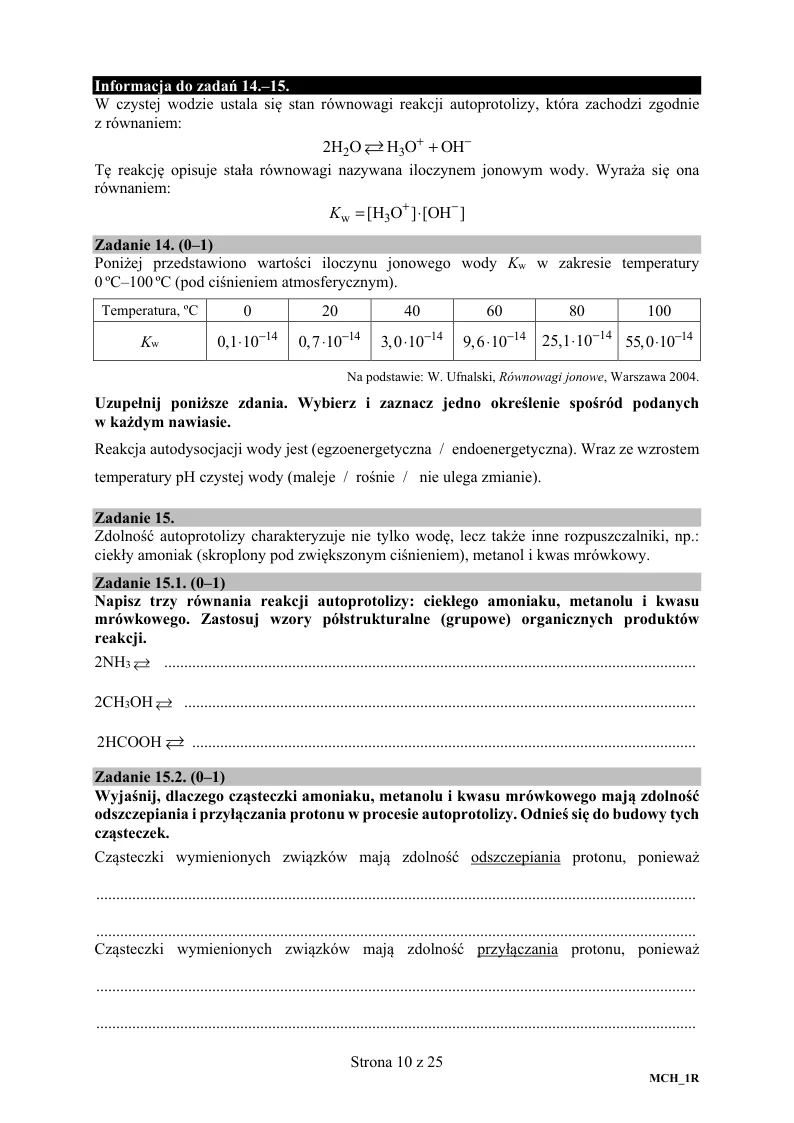 Informacja do zadań 14.–15.
W czystej wodzie ustala się stan równowagi reakcji autoprotolizy, która zachodzi zgodnie
z równaniem:
2H₂O ⇄ H₃O⁺ + OH⁻
Tę reakcję opisuje stała równowagi nazywana iloczynem jonowym wody. Wyraża się ona
równaniem:
K_w = [H₃O⁺]·[OH⁻]
Zadanie 14. (0–1)
Poniżej przedstawiono wartości iloczynu jonowego wody K_w w zakresie temperatury
0 ºC–100 ºC (pod ciśnieniem atmosferycznym).
Temperatura, ºC 0 20 40 60 80 100
K_w 0,1·10⁻¹⁴ 0,7·10⁻¹⁴ 3,0·10⁻¹⁴ 9,6·10⁻¹⁴ 25,1·10⁻¹⁴ 55,0·10⁻¹⁴
Na podstawie: W. Ufnalski, Równowagi jonowe, Warszawa 2004.
Uzupełnij poniższe zdania. Wybierz i zaznacz jedno określenie spośród podanych
w każdym nawiasie.
Reakcja autodysocjacji wody jest (egzoenergetyczna / endoenergetyczna). Wraz ze wzrostem
temperatury pH czystej wody (maleje / rośnie / nie ulega zmianie).
Zadanie 15.
Zdolność autoprotolizy charakteryzuje nie tylko wodę, lecz także inne rozpuszczalniki, np.:
ciekły amoniak (skroplony pod zwiększonym ciśnieniem), metanol i kwas mrówkowy.
Zadanie 15.1. (0–1)
Napisz trzy równania reakcji autoprotolizy: ciekłego amoniaku, metanolu i kwasu
mrówkowego. Zastosuj wzory półstrukturalne (grupowe) organicznych produktów
reakcji.
2NH₃ ⇄ ....................................................................................................................................
2CH₃OH ⇄ ................................................................................................................................
2HCOOH ⇄ ..............................................................................................................................
Zadanie 15.2. (0–1)
Wyjaśnij, dlaczego cząsteczki amoniaku, metanolu i kwasu mrówkowego mają zdolność
odszczepiania i przyłączania protonu w procesie autoprotolizy. Odnieś się do budowy tych
cząsteczek.
Cząsteczki wymienionych związków mają zdolność odszczepiania protonu, ponieważ
......................................................................................................................................................
......................................................................................................................................................
Cząsteczki wymienionych związków mają zdolność przyłączania protonu, ponieważ
......................................................................................................................................................
......................................................................................................................................................
Strona 10 z 25
MCH_1R